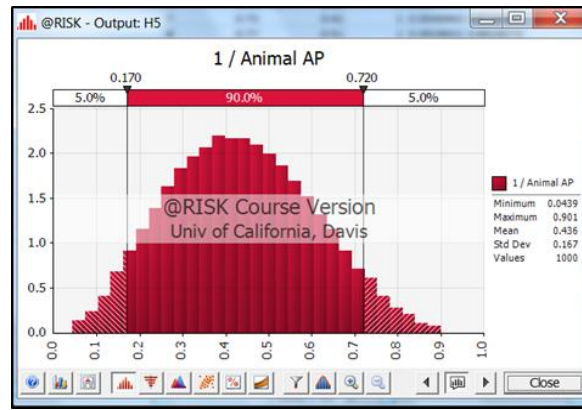 @RISK - Output: H5
1 / Animal AP
0.170 0.720
5.0% 90.0% 5.0%
2.5
2.0
1.5
1.0
0.5
0.0
@RISK Course Version
Univ of California, Davis
0.0 0.1 0.2 0.3 0.4 0.5 0.6 0.7 0.8 0.9 1.0
1 / Animal AP
Minimum 0.0439
Maximum 0.901
Mean 0.436
Std Dev 0.167
Values 1000
Close